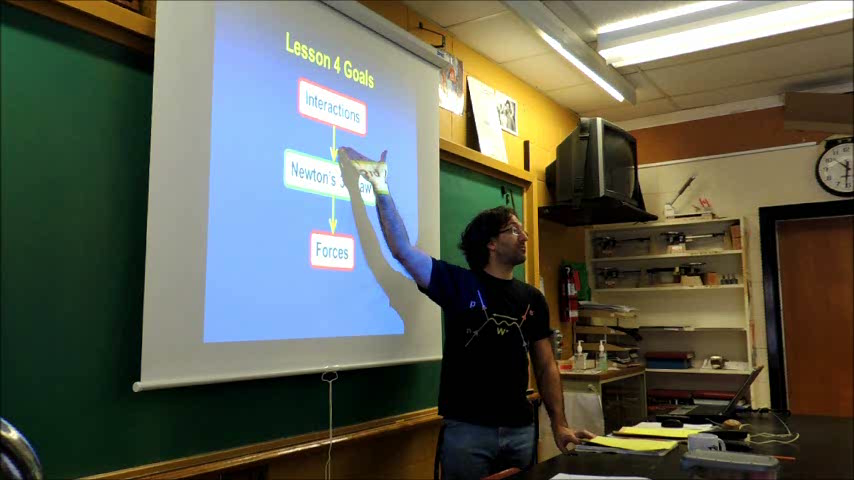 Lesson 4 Goals
Interactions
Newton's
Forces
W